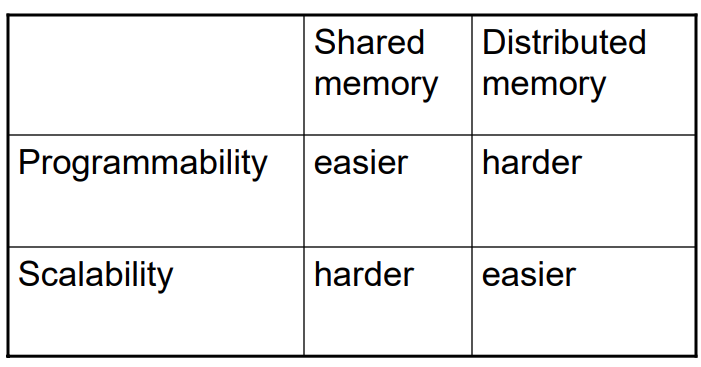 Shared
memory
Distributed
memory
Programmability
easier
harder
Scalability
harder
easier